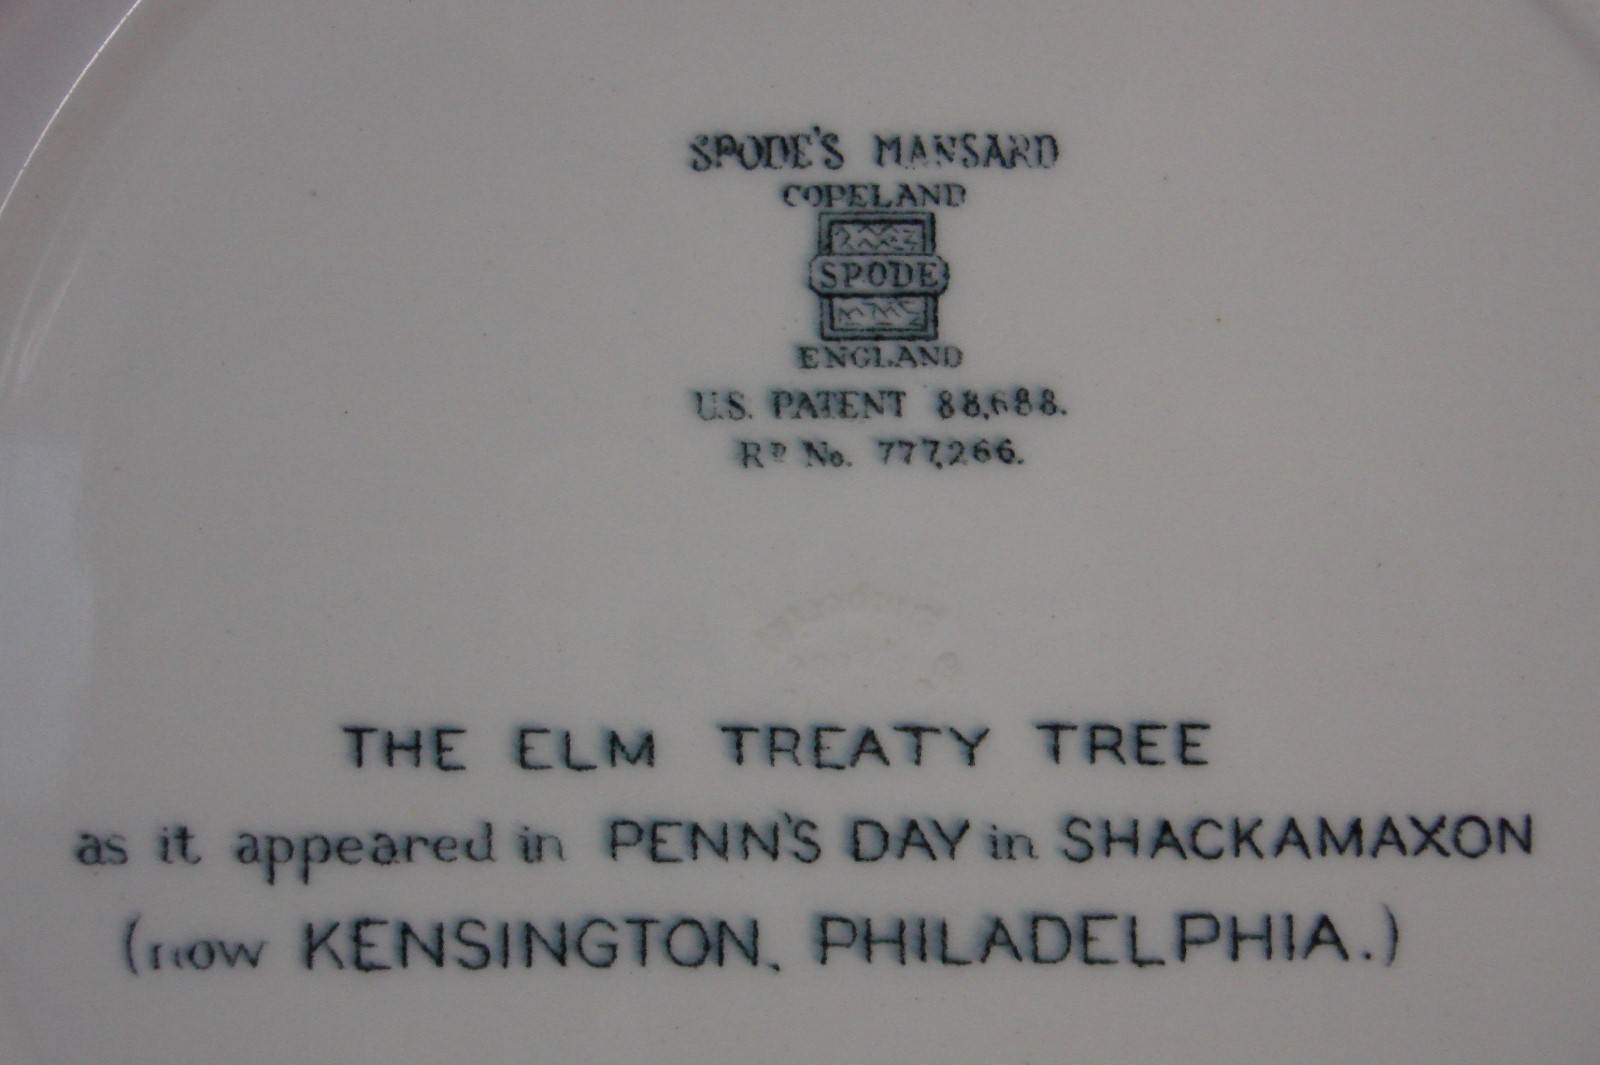 SPODE'S MANSARD
COPELAND
SPODE
ENGLAND
U.S. PATENT 88,688.
RD No. 777,266.
THE ELM TREATY TREE
as it appeared in PENN'S DAY in SHACKAMAXON
(now KENSINGTON, PHILADELPHIA.)